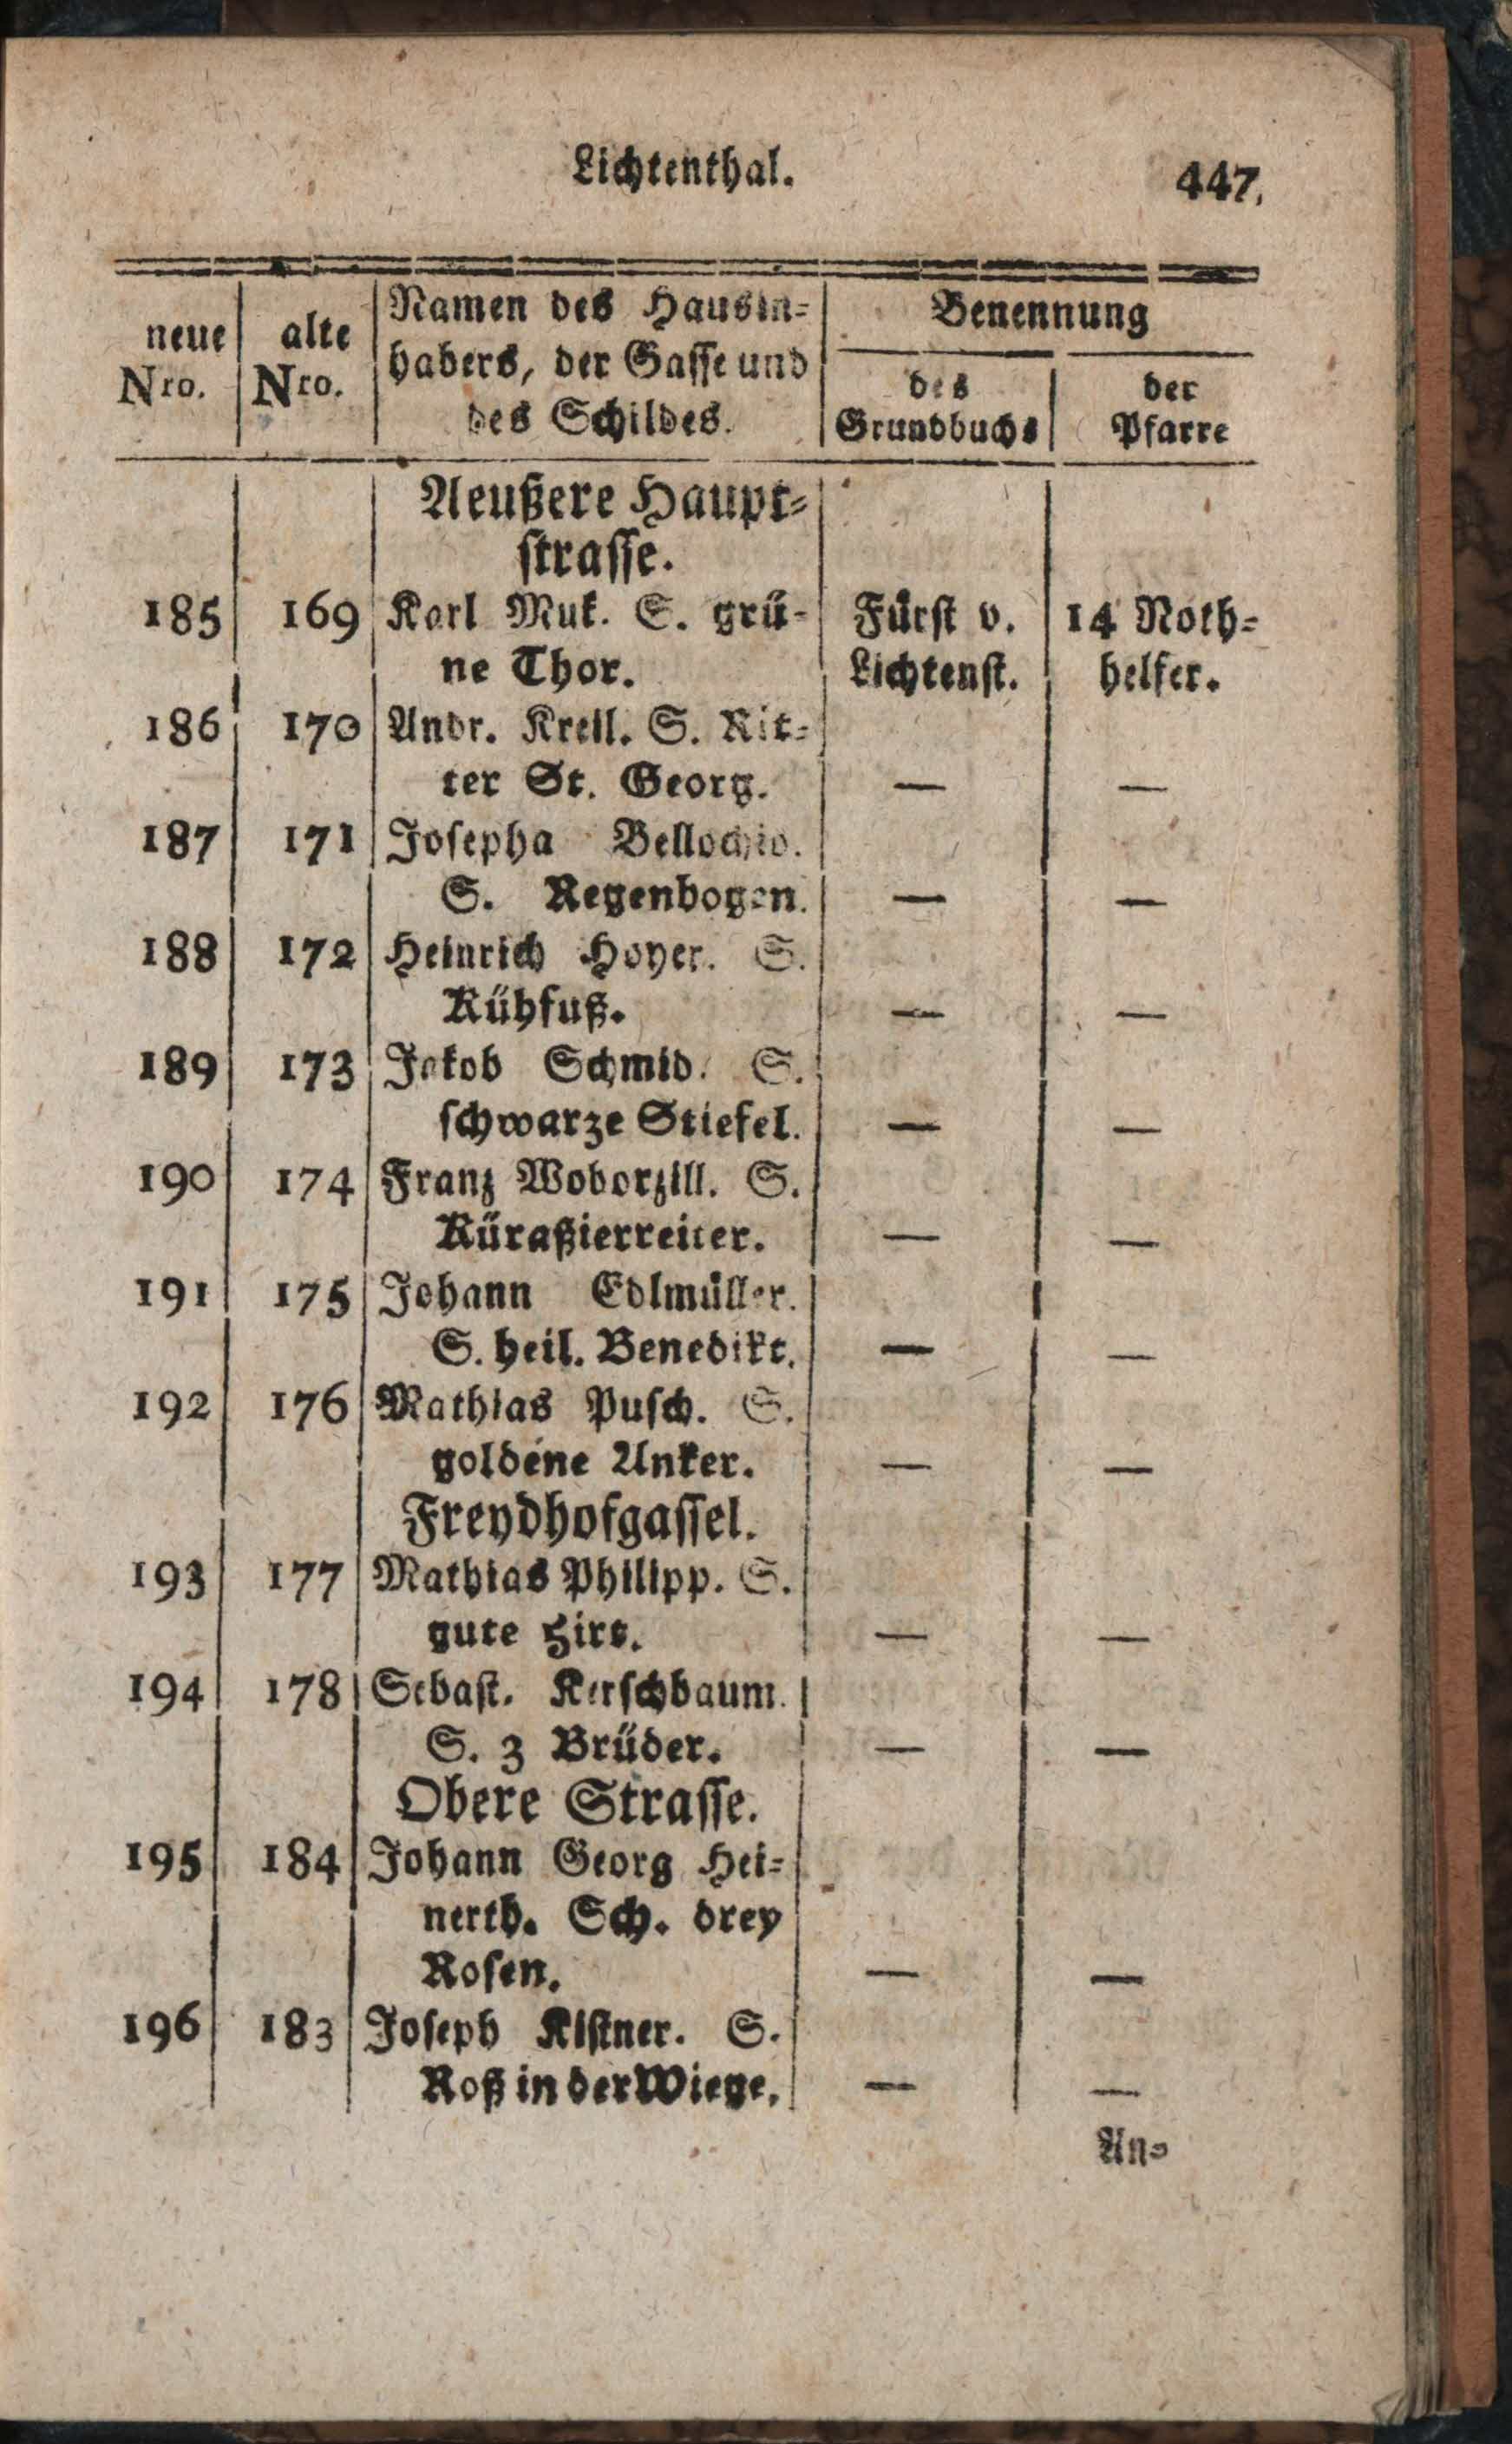 Lichtenthal. 447.
neue Nro. | alte Nro. | Namen des Hausin- | Benennung
habers, der Gasse und
des Schildes. | des Grundbuchs | der Pfarre
Aeußere Haupt-
strasse.
185 169 Karl Muk. S. grü- Fürst v. 14 Noth-
ne Thor. Lichtenst. helfer.
186 170 Andr. Krell. S. Rit-
ter St. Georg. — —
187 171 Josepha Bellochio.
S. Regenbogen. — —
188 172 Heinrich Hoyer. S.
Kühfuß. — —
189 173 Jakob Schmid. S.
schwarze Stiefel. — —
190 174 Franz Woborzill. S.
Küraßierreiter. — —
191 175 Johann Edlmüller.
S. heil. Benedikt. — —
192 176 Mathias Pusch. S.
goldene Anker. — —
Freydhofgassel.
193 177 Mathias Philipp. S.
gute Hirt. — —
194 178 Sebast. Kerschbaum.
S. 3 Brüder. — —
Obere Strasse.
195 184 Johann Georg Hei-
nerth. Sch. drey
Rosen. — —
196 183 Joseph Kistner. S.
Roß in der Wiege. — —
An-